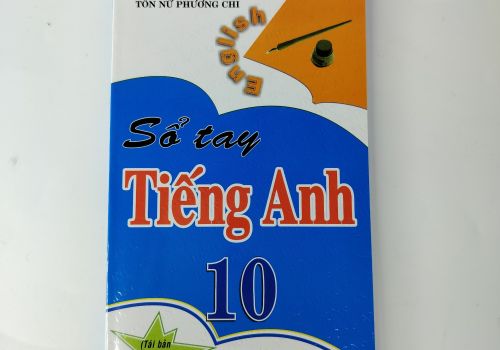 TÔN NỮ PHƯƠNG CHI
English
Sổ tay
Tiếng Anh
10
(Tái bản